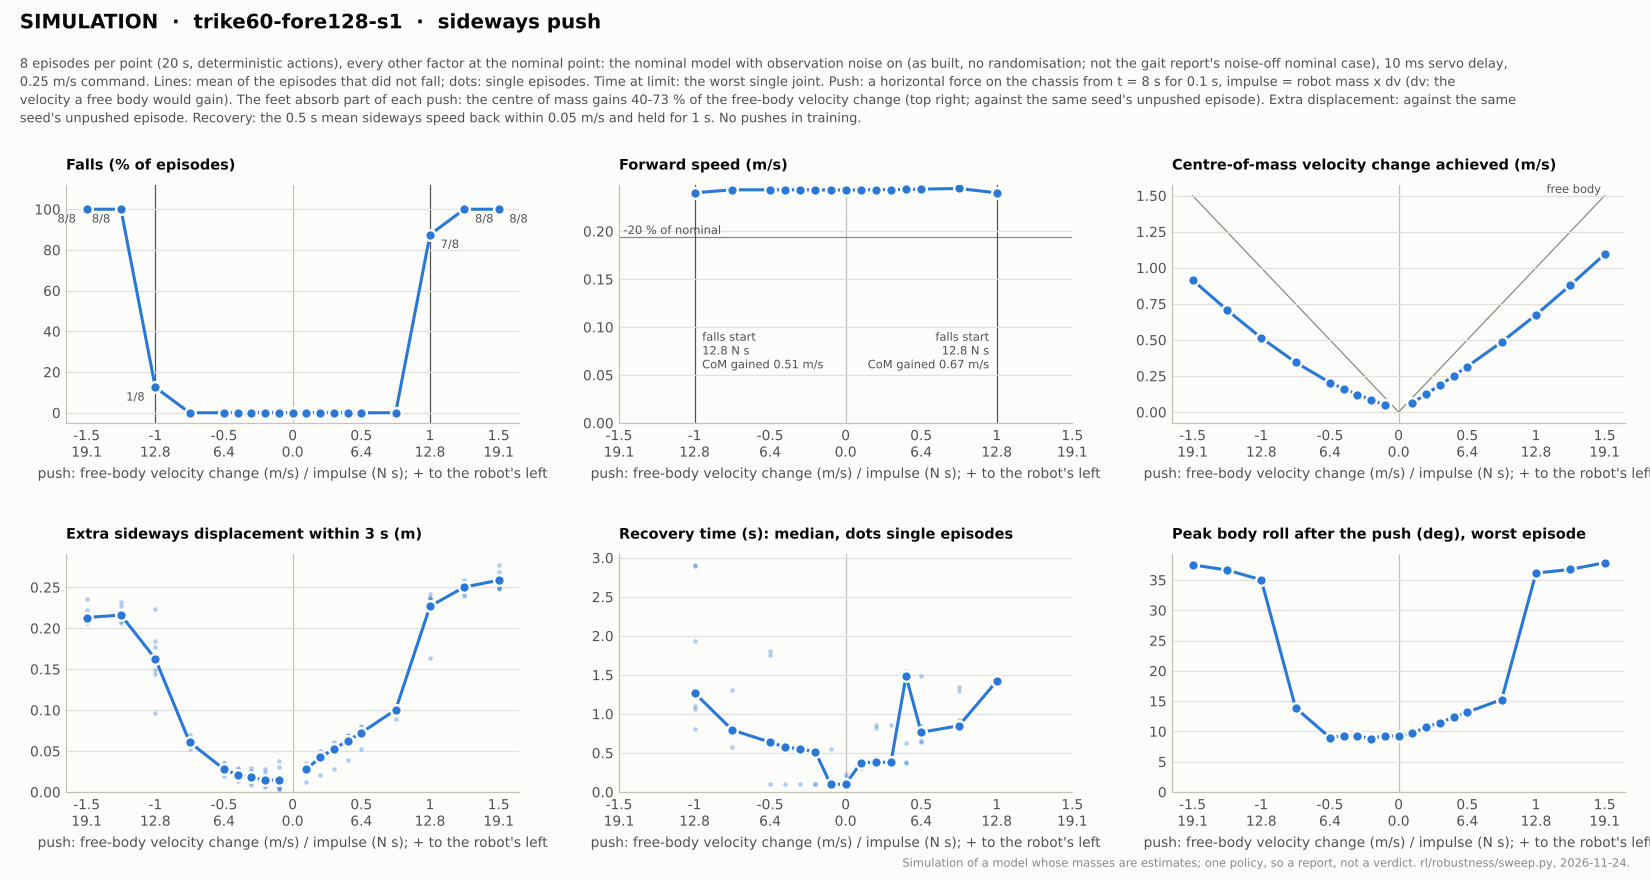 SIMULATION · trike60-fore128-s1 · sideways push
8 episodes per point (20 s, deterministic actions), every other factor at the nominal point: the nominal model with observation noise on (as built, no randomisation; not the gait report's noise-off nominal case), 10 ms servo delay,
0.25 m/s command. Lines: mean of the episodes that did not fall; dots: single episodes. Time at limit: the worst single joint. Push: a horizontal force on the chassis from t = 8 s for 0.1 s, impulse = robot mass x dv (dv: the
velocity a free body would gain). The feet absorb part of each push: the centre of mass gains 40-73 % of the free-body velocity change (top right; against the same seed's unpushed episode). Extra displacement: against the same
seed's unpushed episode. Recovery: the 0.5 s mean sideways speed back within 0.05 m/s and held for 1 s. No pushes in training.
Falls (% of episodes)
100
80
60
40
20
0
8/8 8/8 1/8 7/8 8/8 8/8
-1.5 -1 -0.5 0.0 0.5 1 1.5
19.1 12.8 6.4 0.0 6.4 12.8 19.1
push: free-body velocity change (m/s) / impulse (N s); + to the robot's left
Forward speed (m/s)
0.20
0.15
0.10
0.05
0.00
-20 % of nominal
falls start
12.8 N s
CoM gained 0.51 m/s
falls start
12.8 N s
CoM gained 0.67 m/s
-1.5 -1 -0.5 0 0.5 1 1.5
19.1 12.8 6.4 0.0 6.4 12.8 19.1
push: free-body velocity change (m/s) / impulse (N s); + to the robot's left
Centre-of-mass velocity change achieved (m/s)
free body
1.50
1.25
1.00
0.75
0.50
0.25
0.00
-1.5 -1 -0.5 0 0.5 1 1.5
19.1 12.8 6.4 0.0 6.4 12.8 19.1
push: free-body velocity change (m/s) / impulse (N s); + to the robot's left
Extra sideways displacement within 3 s (m)
0.25
0.20
0.15
0.10
0.05
0.00
-1.5 -1 -0.5 0.0 0.5 1 1.5
19.1 12.8 6.4 0.0 6.4 12.8 19.1
push: free-body velocity change (m/s) / impulse (N s); + to the robot's left
Recovery time (s): median, dots single episodes
3.0
2.5
2.0
1.5
1.0
0.5
0.0
-1.5 -1 -0.5 0 0.5 1 1.5
19.1 12.8 6.4 0.0 6.4 12.8 19.1
push: free-body velocity change (m/s) / impulse (N s); + to the robot's left
Peak body roll after the push (deg), worst episode
35
30
25
20
15
10
5
0
-1.5 -1 -0.5 0 0.5 1 1.5
19.1 12.8 6.4 0.0 6.4 12.8 19.1
push: free-body velocity change (m/s) / impulse (N s); + to the robot's left
Simulation of a model whose masses are estimates; one policy, so a report, not a verdict. rl/robustness/sweep.py, 2026-11-24.